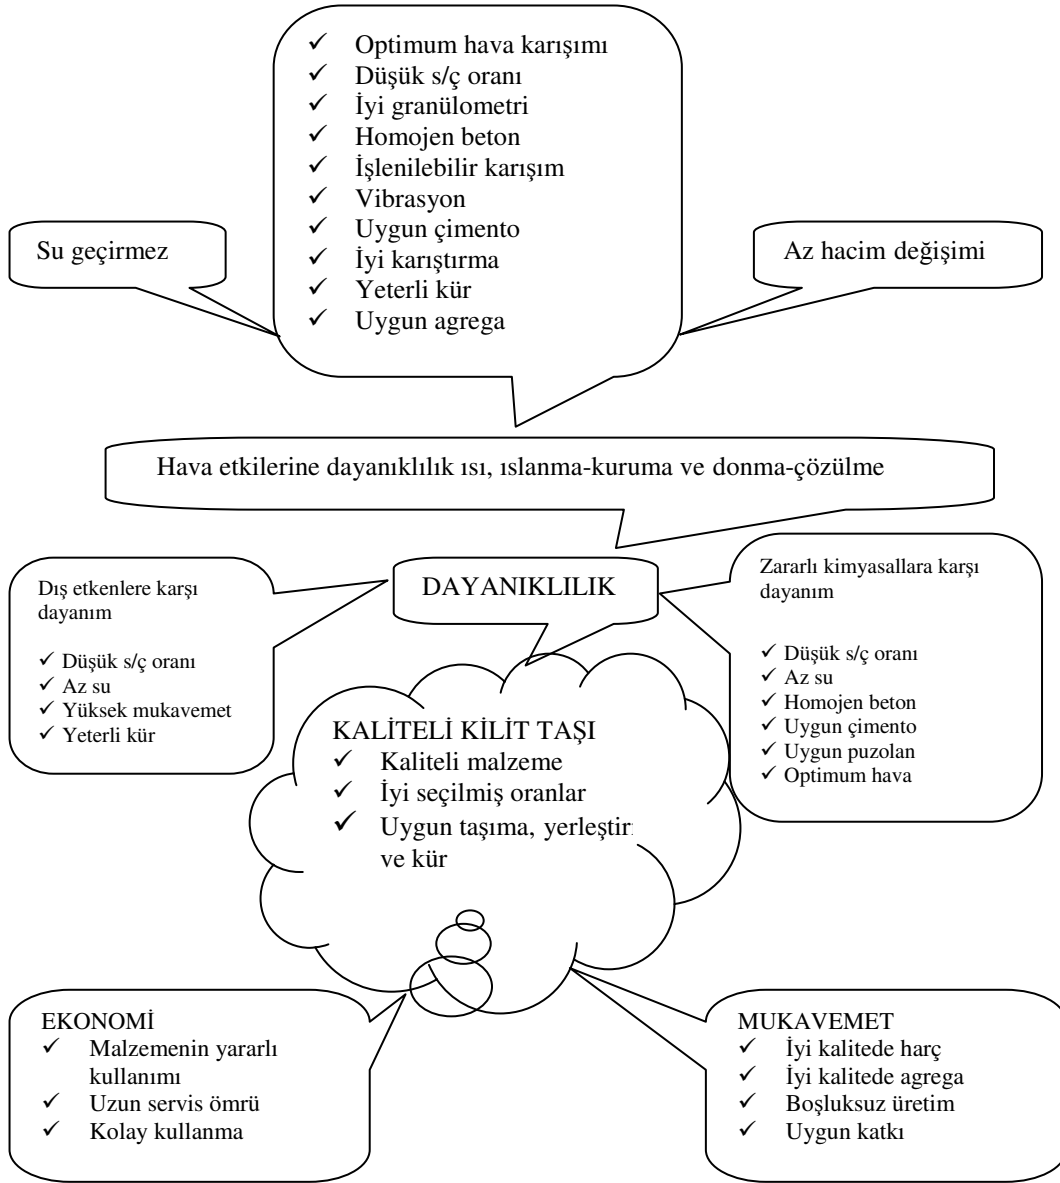 Optimum hava karışımı
Düşük s/ç oranı
İyi granülometri
Homojen beton
İşlenilebilir karışım
Vibrasyon
Uygun çimento
İyi karıştırma
Yeterli kür
Uygun agrega
Su geçirmez
Az hacim değişimi
Hava etkilerine dayanıklılık ısı, ıslanma-kuruma ve donma-çözülme
Dış etkenlere karşı
dayanım
Düşük s/ç oranı
Az su
Yüksek mukavemet
Yeterli kür
DAYANIKLILIK
Zararlı kimyasallara karşı
dayanım
Düşük s/ç oranı
Az su
Homojen beton
Uygun çimento
Uygun puzolan
Optimum hava
KALİTELİ KİLİT TAŞI
Kaliteli malzeme
İyi seçilmiş oranlar
Uygun taşıma,
ve kür
EKONOMİ
Malzemenin yararlı
kullanımı
Uzun servis ömrü
Kolay kullanma
MUKAVEMET
İyi kalitede harç
İyi kalitede agrega
Boşluksuz üretim
Uygun katkı